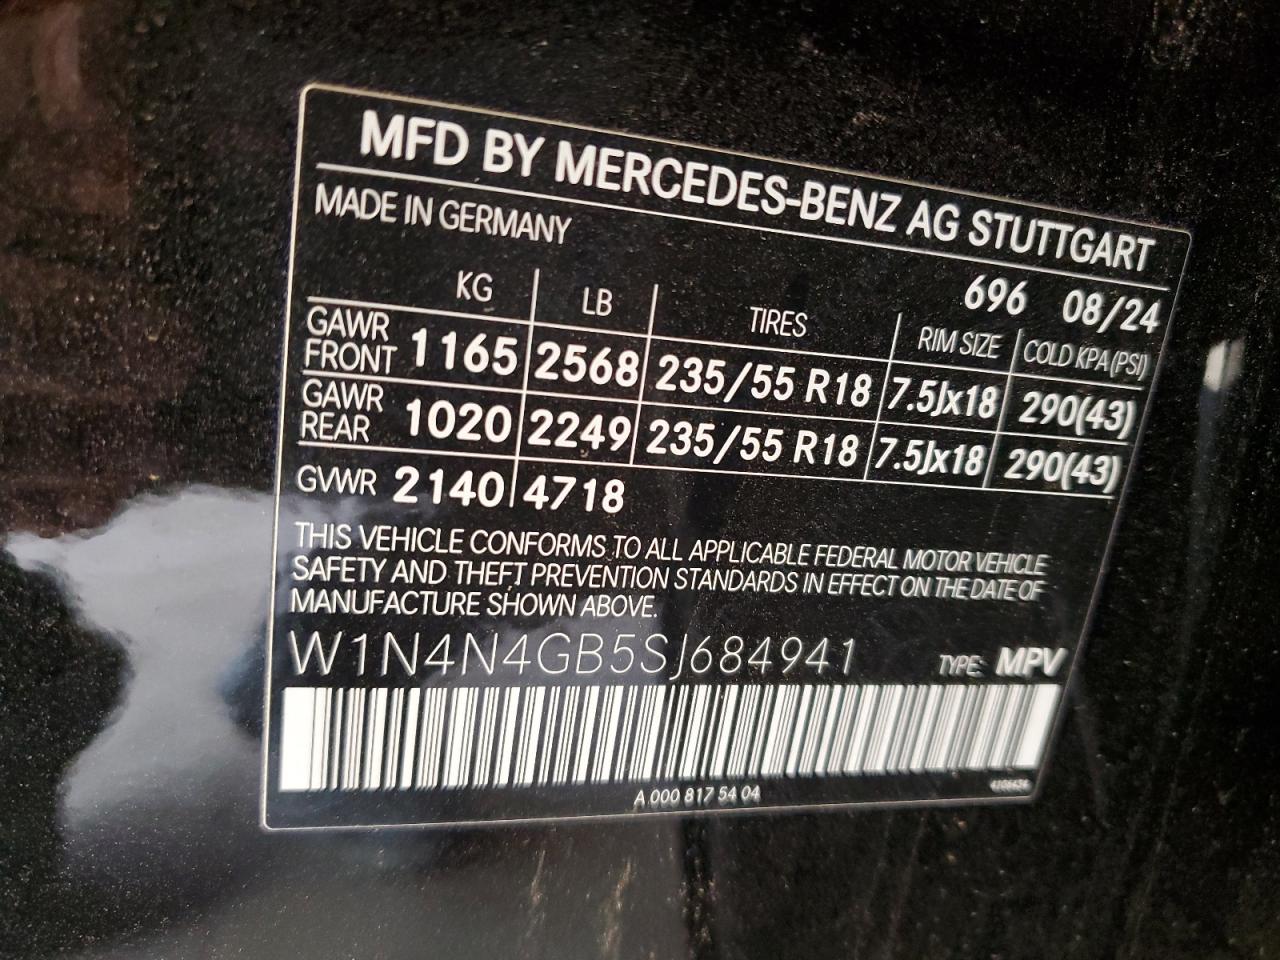 MFD BY MERCEDES-BENZ AG STUTTGART
MADE IN GERMANY
696 08/24
KG LB TIRES RIM SIZE COLD KPA(PSI)
GAWR FRONT 1165 2568 235/55 R18 7.5Jx18 290(43)
GAWR REAR 1020 2249 235/55 R18 7.5Jx18 290(43)
GVWR 2140 4718
THIS VEHICLE CONFORMS TO ALL APPLICABLE FEDERAL MOTOR VEHICLE
SAFETY AND THEFT PREVENTION STANDARDS IN EFFECT ON THE DATE OF
MANUFACTURE SHOWN ABOVE.
W1N4N4GB5SJ684941 TYPE: MPV
A 000 817 54 04